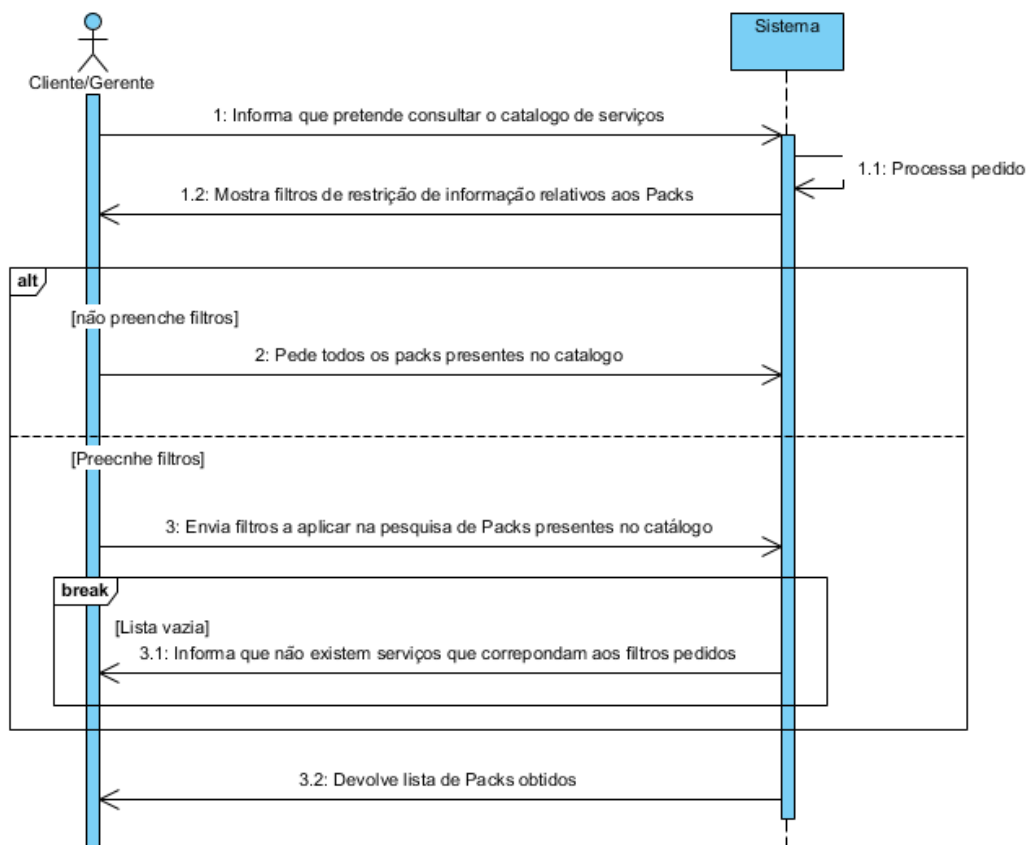 Sistema
Cliente/Gerente
1: Informa que pretende consultar o catalogo de serviços
1.1: Processa pedido
1.2: Mostra filtros de restrição de informação relativos aos Packs
alt
[não preenche filtros]
2: Pede todos os packs presentes no catalogo
[Preecnhe filtros]
3: Envia filtros a aplicar na pesquisa de Packs presentes no catálogo
break
[Lista vazia]
3.1: Informa que não existem serviços que correpondam aos filtros pedidos
3.2: Devolve lista de Packs obtidos